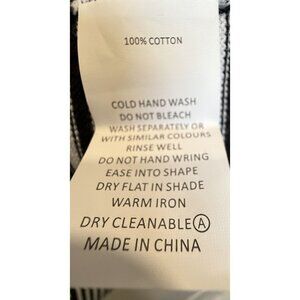 100% COTTON
COLD HAND WASH
DO NOT BLEACH
WASH SEPARATELY OR
WITH SIMILAR COLOURS
RINSE WELL
DO NOT HAND WRING
EASE INTO SHAPE
DRY FLAT IN SHADE
WARM IRON
DRY CLEANABLE Ⓐ
MADE IN CHINA